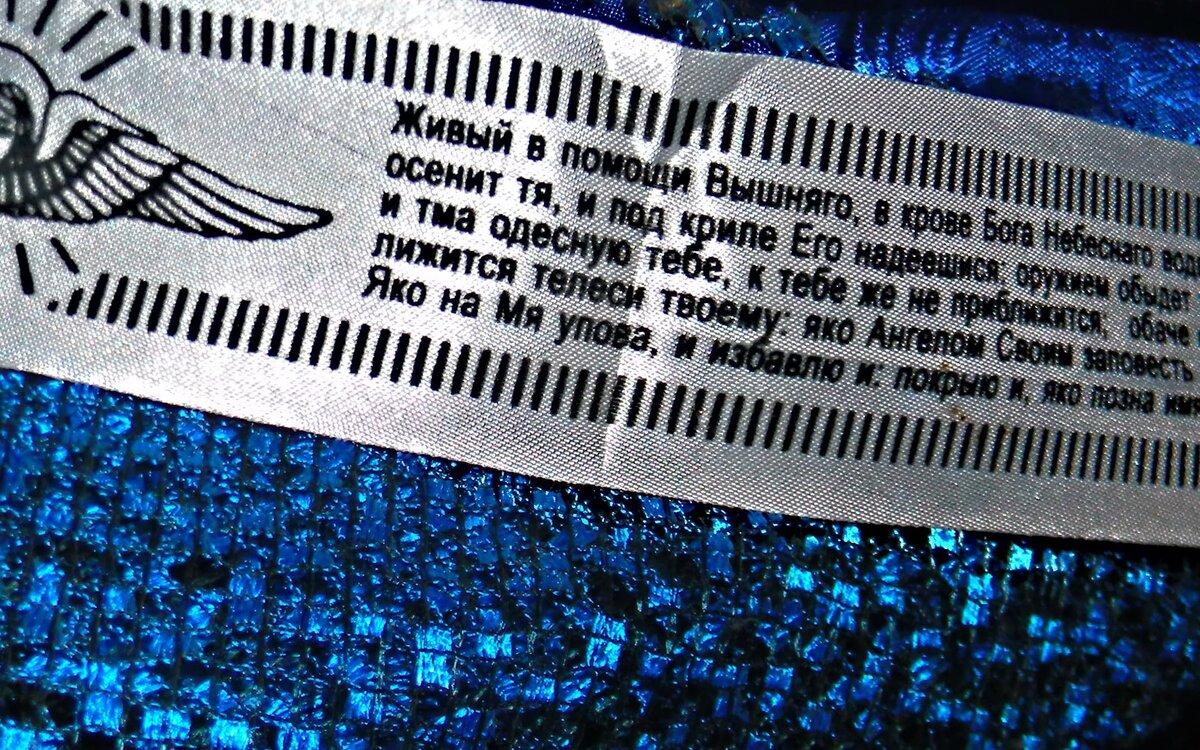 Живый в помощи Вышняго, в крове Бога Небеснаго
осенит тя, и под криле Его надеешися: оружием обыдет
и тма одесную тебе, к тебе же не приближится, обаче
лижится телеси твоему: яко Ангелом Своим заповесть
Яко на Мя упова, и избавлю и: покрыю и, яко позна